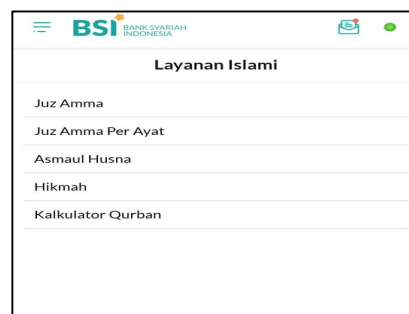 BSI BANK SYARIAH
INDONESIA
Layanan Islami
Juz Amma
Juz Amma Per Ayat
Asmaul Husna
Hikmah
Kalkulator Qurban